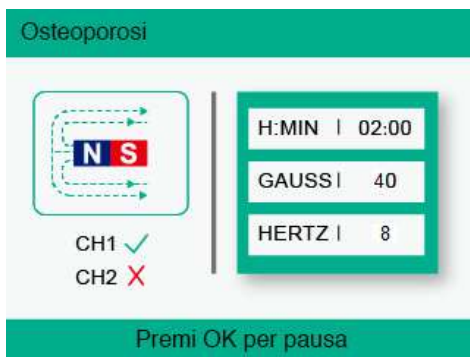 Osteoporosi
N S
CH1 ✓
CH2 X
H:MIN | 02:00
GAUSS | 40
HERTZ | 8
Premi OK per pausa